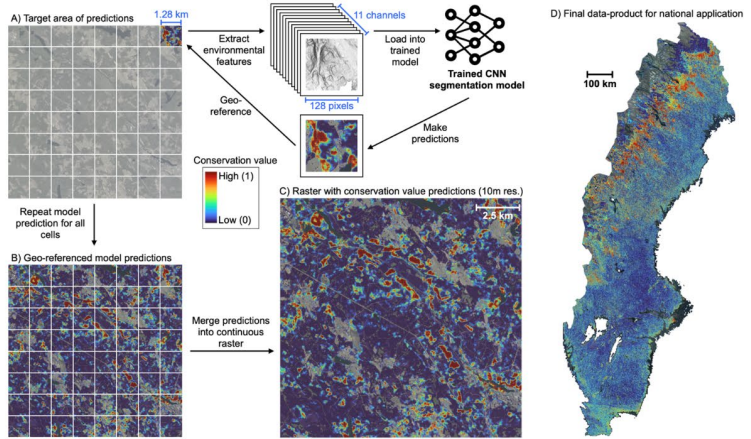 A) Target area of predictions
1.28 km
Extract
environmental
features
11 channels
128 pixels
Load into
trained
model
Trained CNN
segmentation model
Make
predictions
Geo-
reference
Conservation value
High (1)
Low (0)
Repeat model
prediction for all
cells
B) Geo-referenced model predictions
Merge predictions
into continuous
raster
C) Raster with conservation value predictions (10m res.)
2.5 km
D) Final data-product for national application
100 km